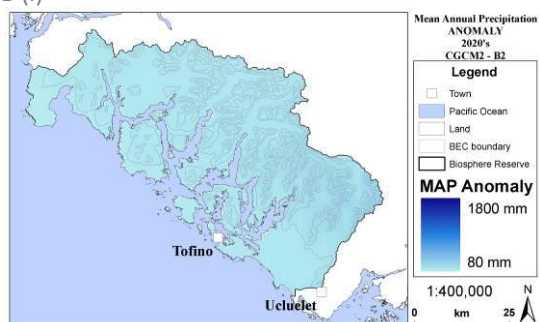 Mean Annual Precipitation
ANOMALY
2020's
CGCM2 - B2
Legend
Town
Pacific Ocean
Land
BEC boundary
Biosphere Reserve
MAP Anomaly
1800 mm
80 mm
Tofino
Ucluelet
1:400,000
N
0 km 25